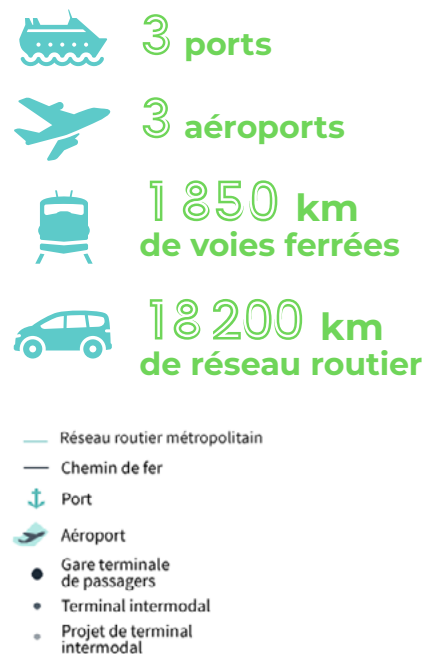 3 ports
3 aéroports
1 850 km
de voies ferrées
18 200 km
de réseau routier
Réseau routier métropolitain
Chemin de fer
Port
Aéroport
Gare terminale
de passagers
Terminal intermodal
Projet de terminal
intermodal